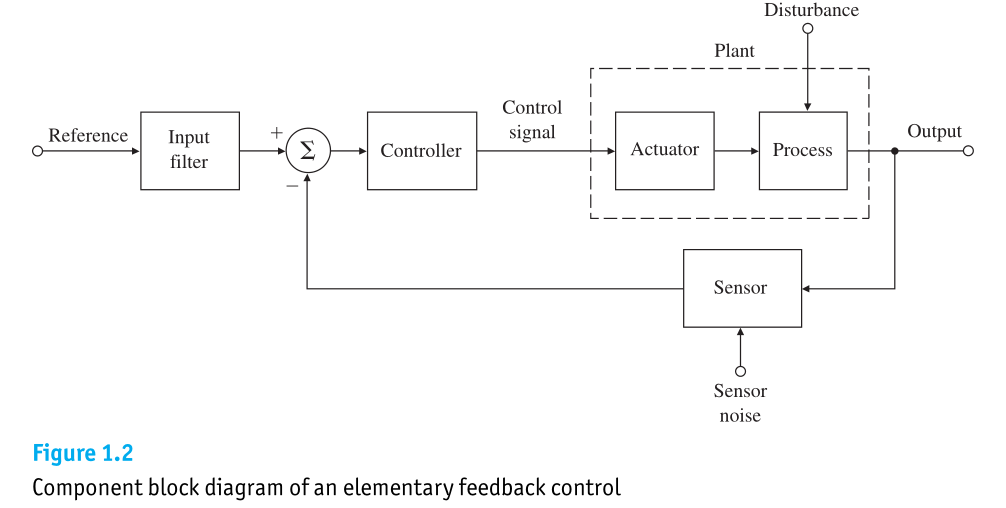 Disturbance
Plant
Control
signal
Reference
Input
filter
+
Σ
−
Controller
Actuator
Process
Output
Sensor
Sensor
noise
Figure 1.2
Component block diagram of an elementary feedback control